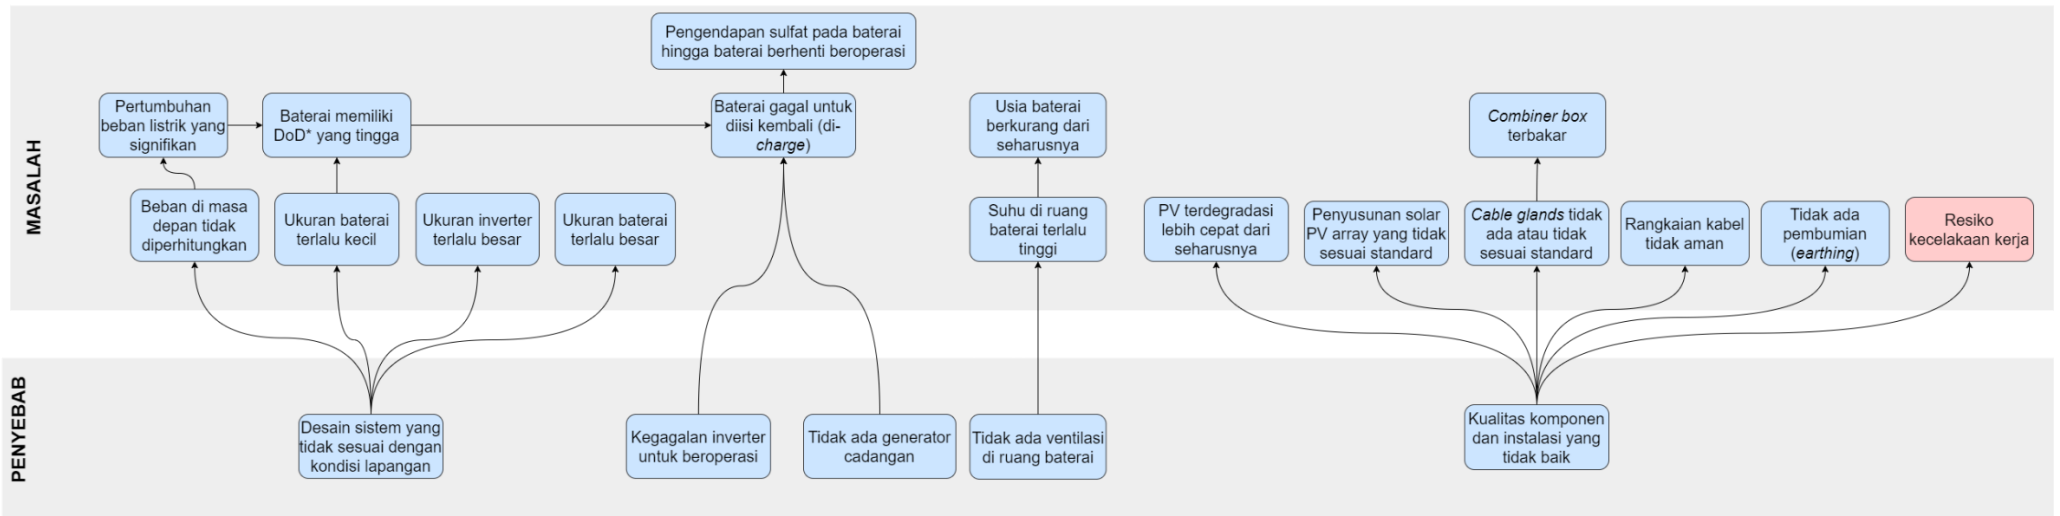 MASALAH
Pengendapan sulfat pada baterai
hingga baterai berhenti beroperasi
Pertumbuhan
beban listrik yang
signifikan
Baterai memiliki
DoD* yang tingga
Baterai gagal untuk
diisi kembali (di-
charge)
Usia baterai
berkurang dari
seharusnya
Combiner box
terbakar
Beban di masa
depan tidak
diperhitungkan
Ukuran baterai
terlalu kecil
Ukuran inverter
terlalu besar
Ukuran baterai
terlalu besar
Suhu di ruang
baterai terlalu
tinggi
PV terdegradasi
lebih cepat dari
seharusnya
Penyusunan solar
PV array yang tidak
sesuai standard
Cable glands tidak
ada atau tidak
sesuai standard
Rangkaian kabel
tidak aman
Tidak ada
pembumian
(earthing)
Resiko
kecelakaan kerja
PENYEBAB
Desain sistem yang
tidak sesuai dengan
kondisi lapangan
Kegagalan inverter
untuk beroperasi
Tidak ada generator
cadangan
Tidak ada ventilasi
di ruang baterai
Kualitas komponen
dan instalasi yang
tidak baik